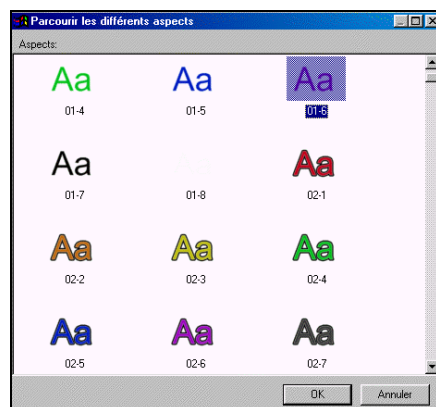 Parcourir les différents aspects
Aspects:
Aa Aa Aa
01-4 01-5 01-6
Aa Aa
01-7 01-8 02-1
Aa Aa Aa
02-2 02-3 02-4
Aa Aa Aa
02-5 02-6 02-7
OK Annuler